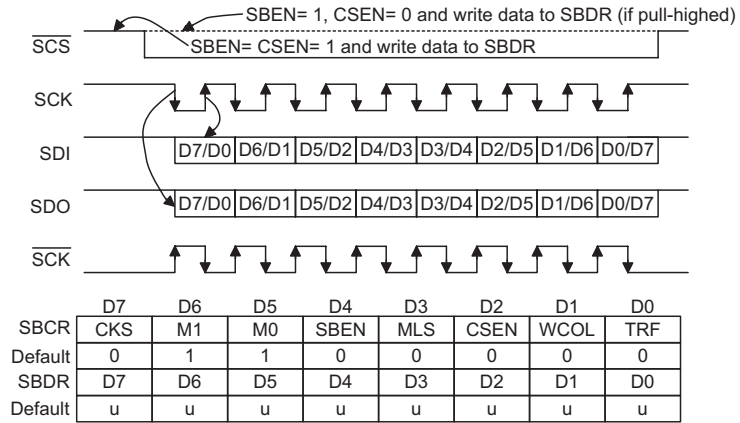 SBEN= 1, CSEN= 0 and write data to SBDR (if pull-highed)
SCS SBEN= CSEN= 1 and write data to SBDR
SCK
SDI D7/D0 D6/D1 D5/D2 D4/D3 D3/D4 D2/D5 D1/D6 D0/D7
SDO D7/D0 D6/D1 D5/D2 D4/D3 D3/D4 D2/D5 D1/D6 D0/D7
SCK
D7 D6 D5 D4 D3 D2 D1 D0
SBCR CKS M1 M0 SBEN MLS CSEN WCOL TRF
Default 0 1 1 0 0 0 0 0
SBDR D7 D6 D5 D4 D3 D2 D1 D0
Default u u u u u u u u